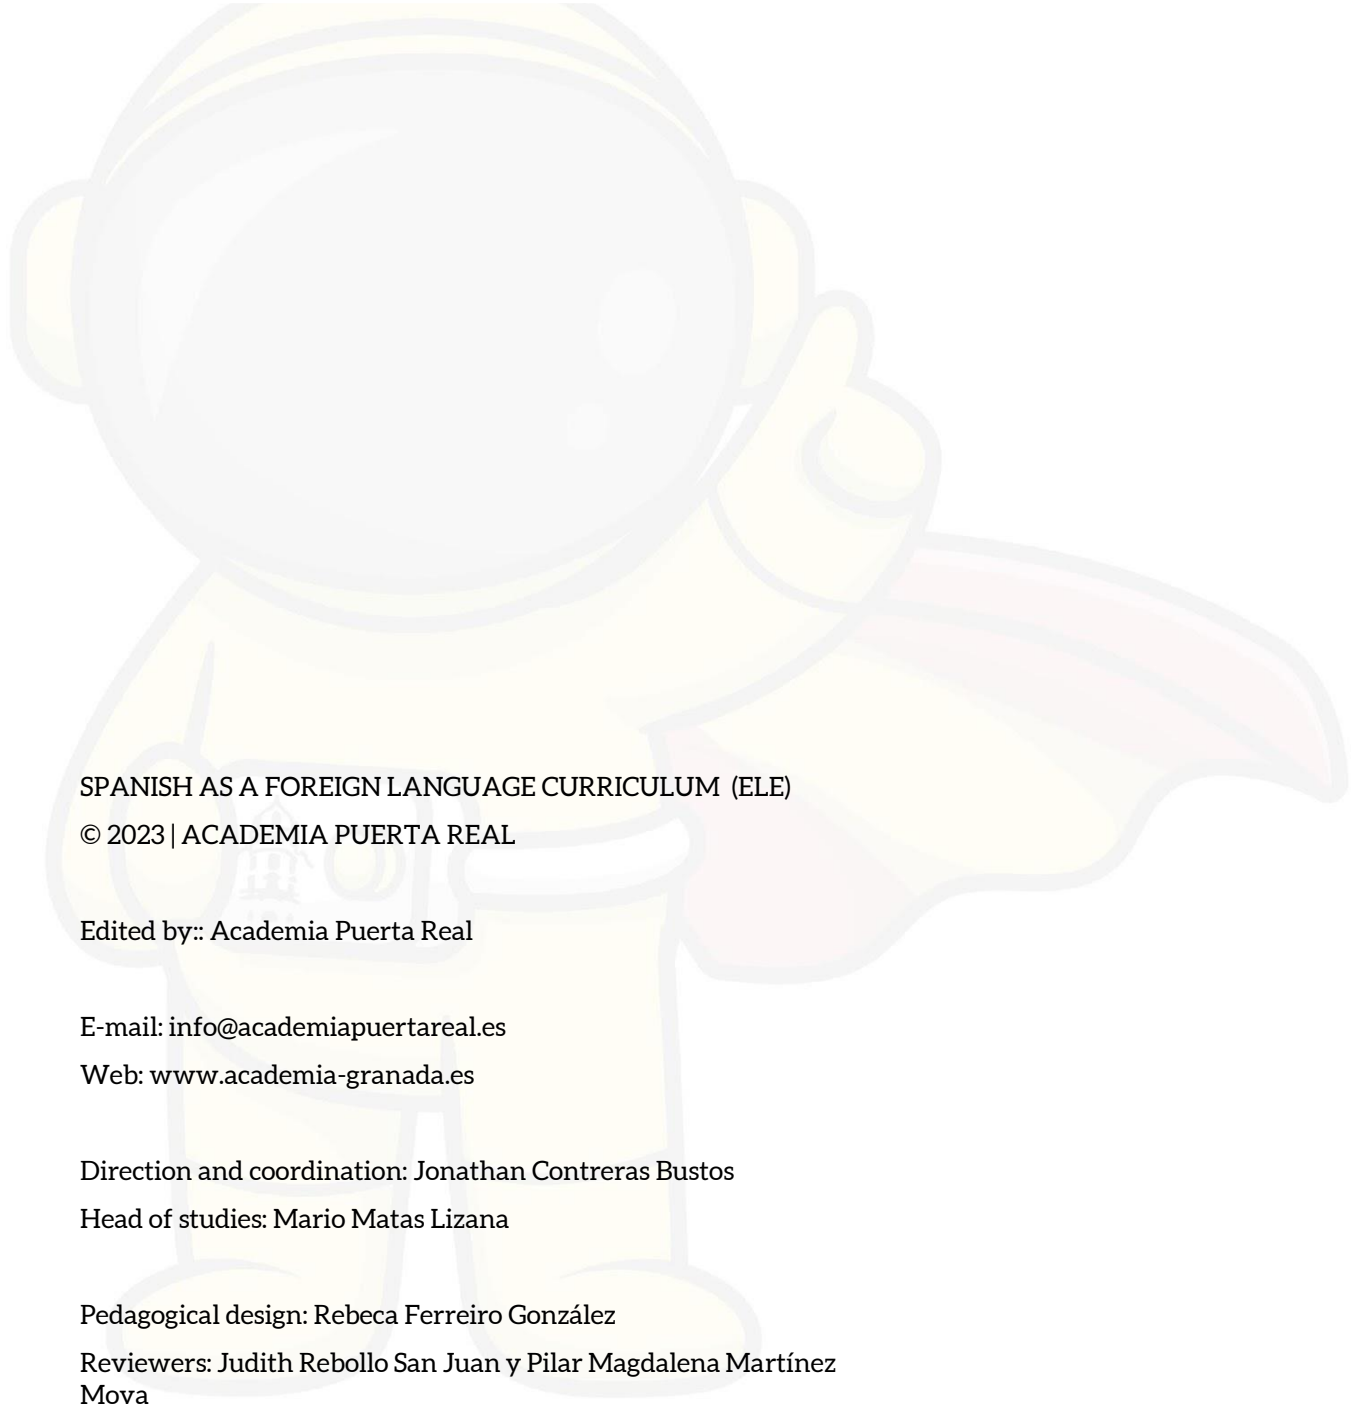 SPANISH AS A FOREIGN LANGUAGE CURRICULUM (ELE)
© 2023 | ACADEMIA PUERTA REAL
Edited by:: Academia Puerta Real
E-mail: info@academiapuertareal.es
Web: www.academia-granada.es
Direction and coordination: Jonathan Contreras Bustos
Head of studies: Mario Matas Lizana
Pedagogical design: Rebeca Ferreiro González
Reviewers: Judith Rebollo San Juan y Pilar Magdalena Martínez
Moya